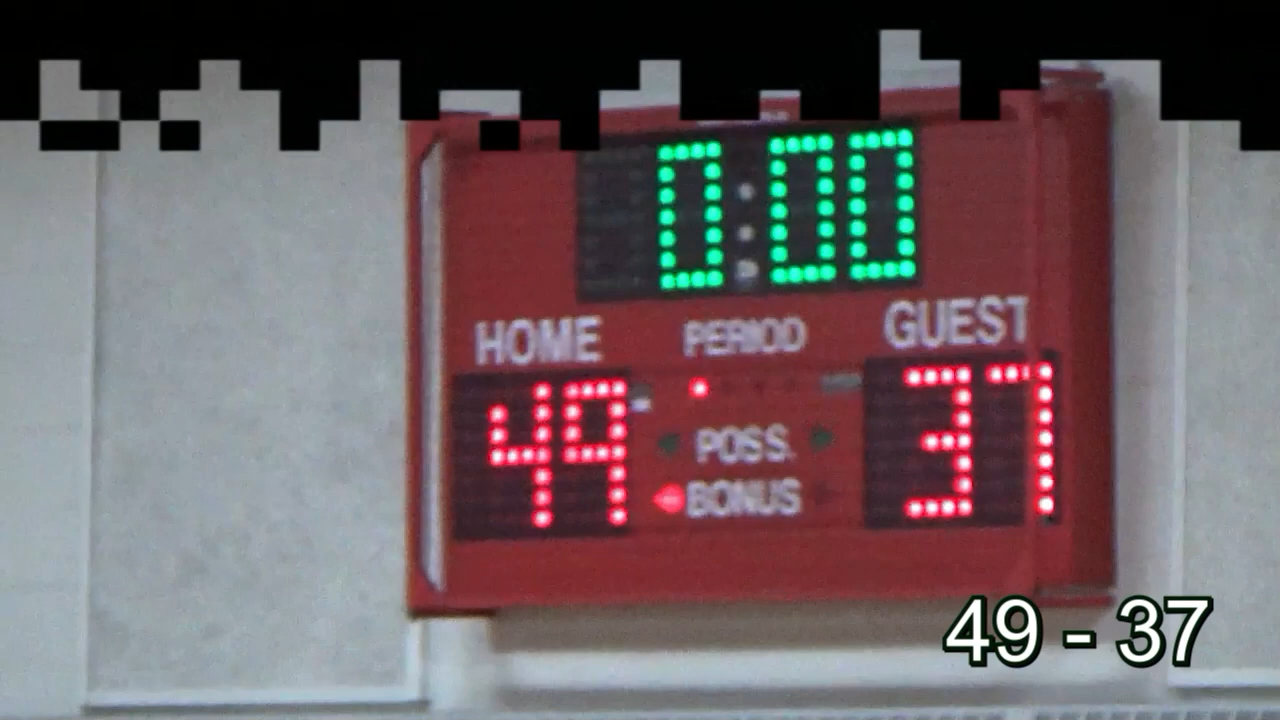 0:00
HOME PERIOD GUEST
49 37
POSS.
BONUS
49 - 37